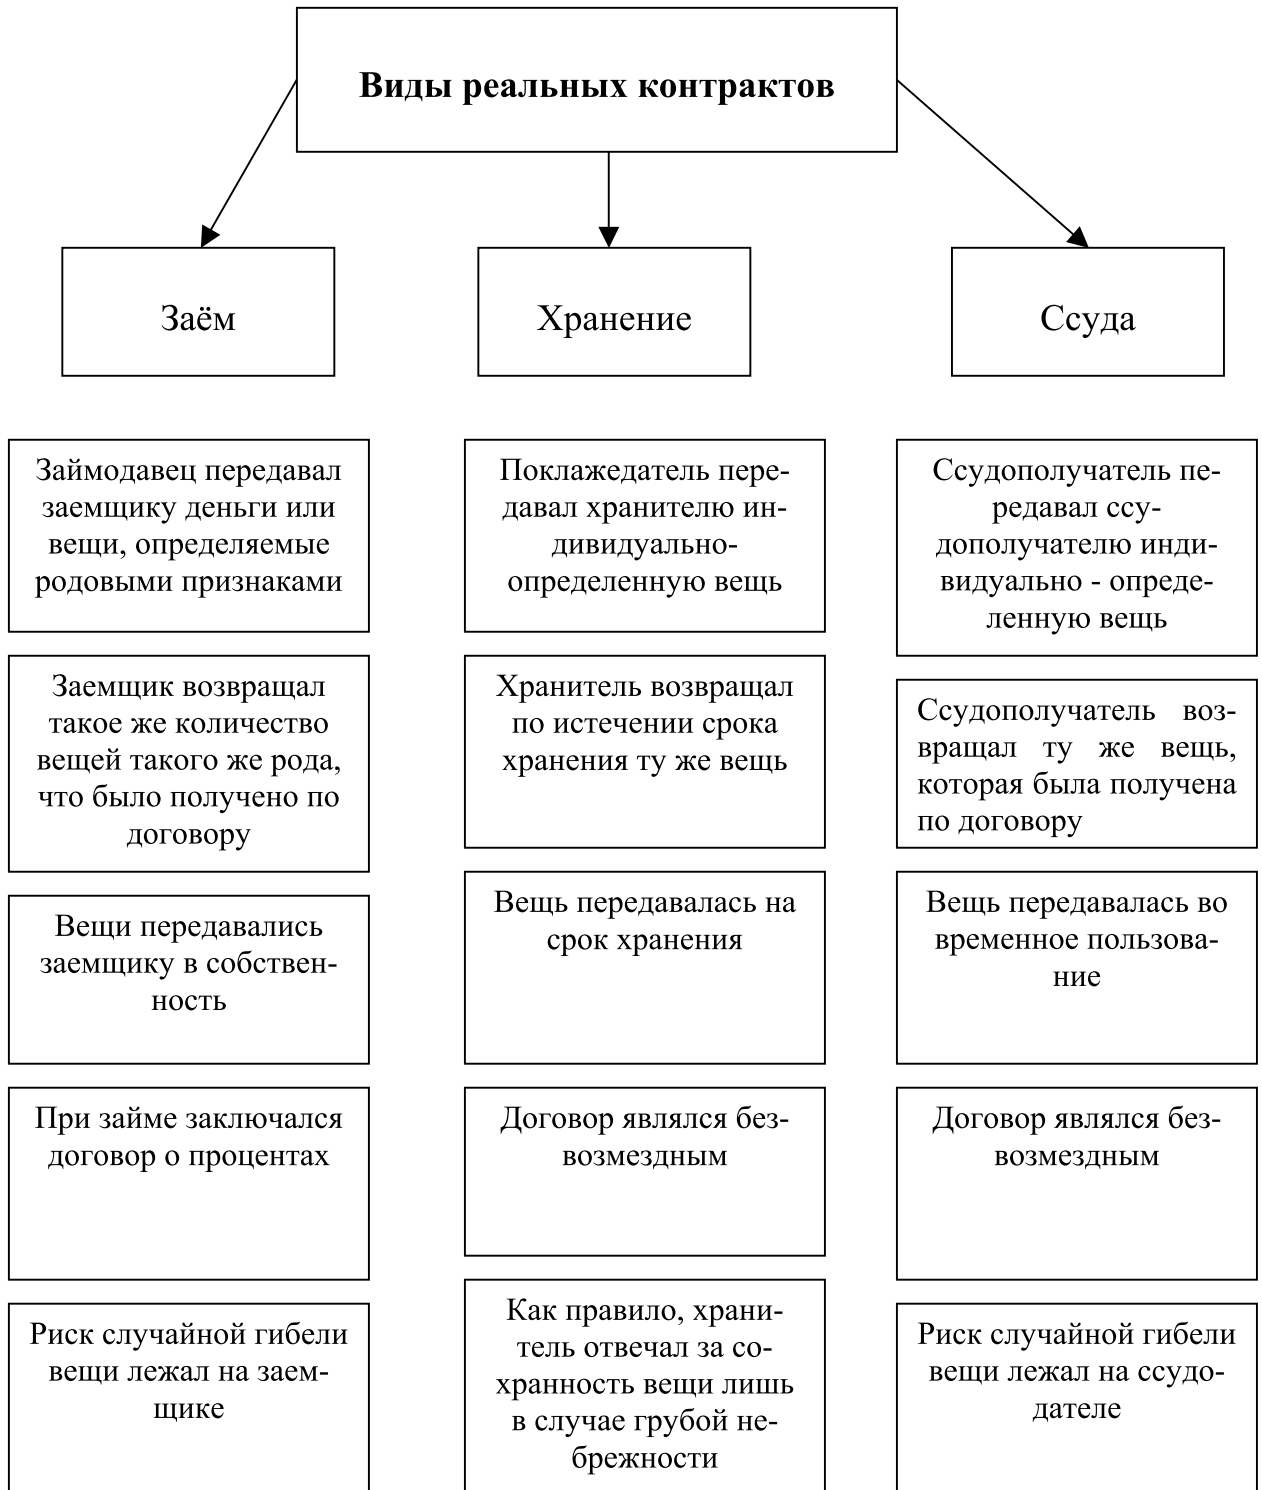 Виды реальных контрактов
Заём
Хранение
Ссуда
Займодавец передавал
заемщику деньги или
вещи, определяемые
родовыми признаками
Заемщик возвращал
такое же количество
вещей такого же рода,
что было получено по
договору
Вещи передавались
заемщику в собствен-
ность
При займе заключался
договор о процентах
Риск случайной гибели
вещи лежал на заем-
щике
Поклажедатель пере-
давал хранителю ин-
дивидуально-
определенную вещь
Хранитель возвращал
по истечении срока
хранения ту же вещь
Вещь передавалась на
срок хранения
Договор являлся без-
возмездным
Как правило, храни-
тель отвечал за со-
хранность вещи лишь
в случае грубой не-
брежности
Ссудополучатель пе-
редавал ссу-
дополучателю инди-
видуально - опреде-
ленную вещь
Ссудополучатель воз-
вращал ту же вещь,
которая была получена
по договору
Вещь передавалась во
временное пользова-
ние
Договор являлся без-
возмездным
Риск случайной гибели
вещи лежал на ссудо-
дателе